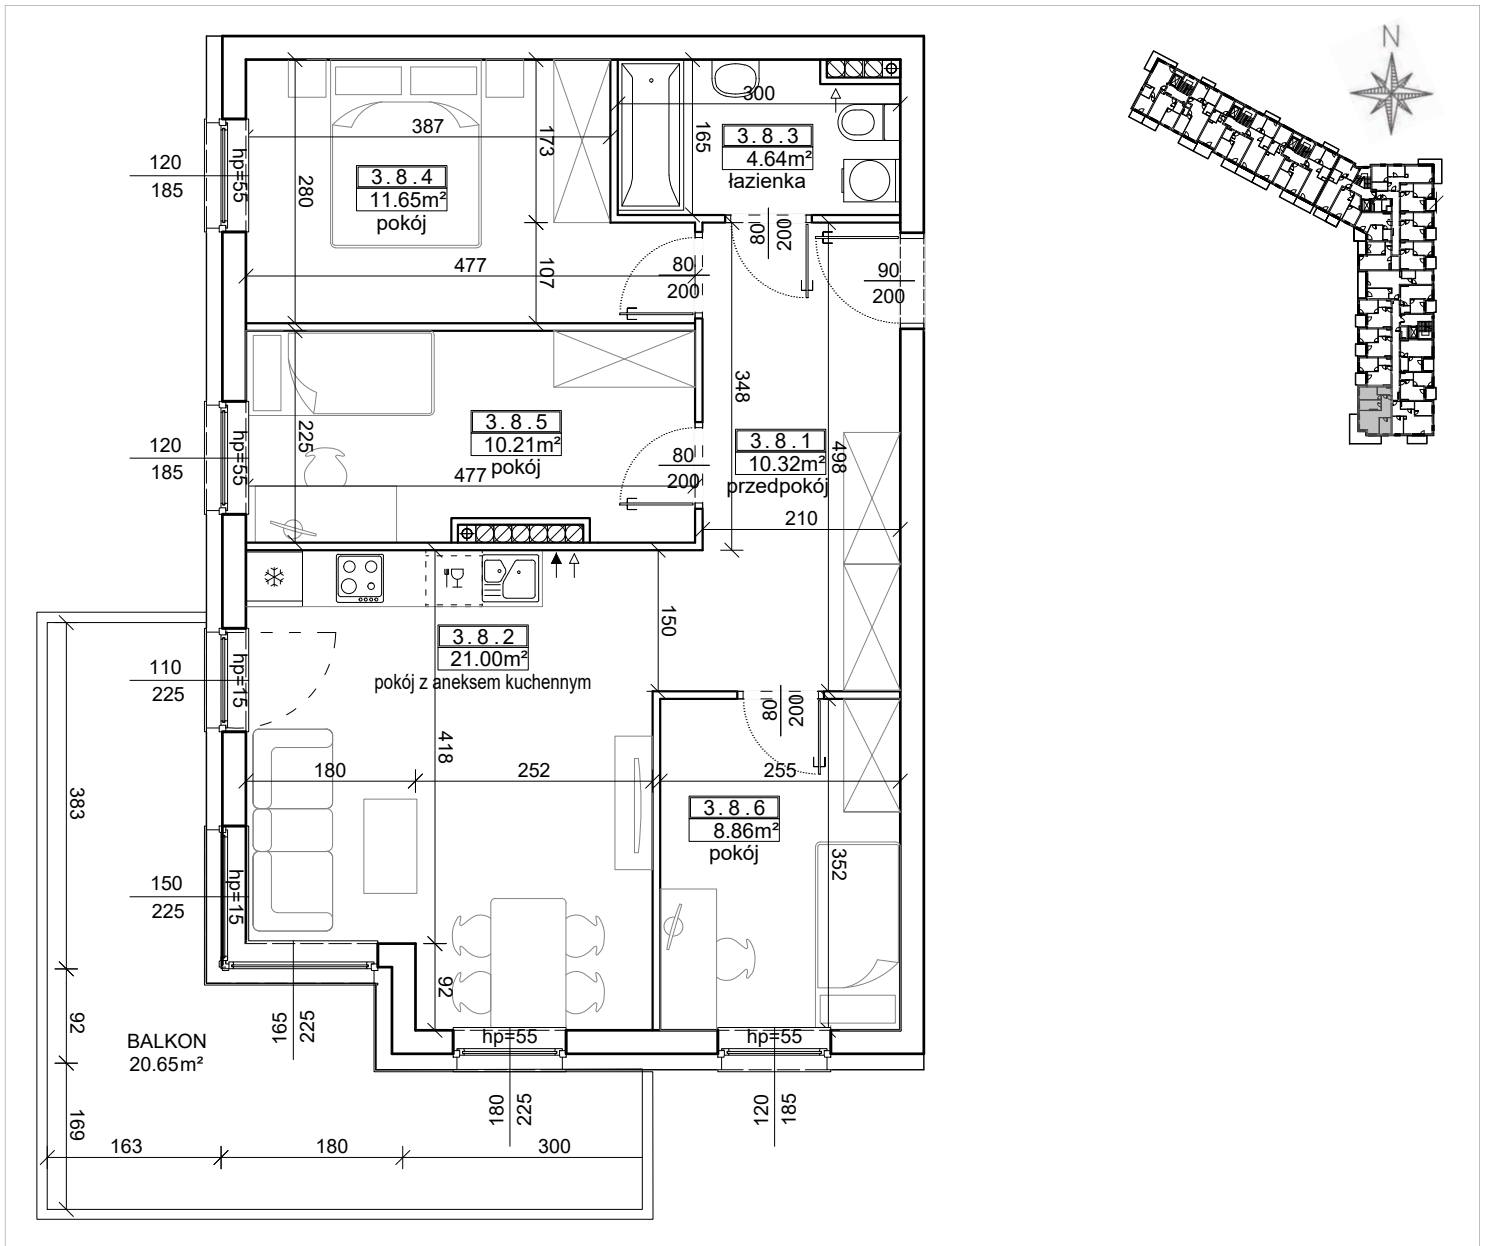 N
300
387
173
165
3.8.3
4.64m²
łazienka
120
185
hp=55
280
3.8.4
11.65m²
pokój
80
200
477
107
80
200
90
200
348
225
3.8.5
10.21m²
pokój
120
185
hp=55
477
80
200
3.8.1
10.32m²
przedpokój
498
210
150
3.8.2
21.00m²
pokój z aneksem kuchennym
110
225
hp=15
80
200
418
180
252
255
383
3.8.6
8.86m²
pokój
352
150
225
hp=15
92
92
165
225
hp=55
hp=55
BALKON
20.65m²
180
225
120
185
169
163
180
300